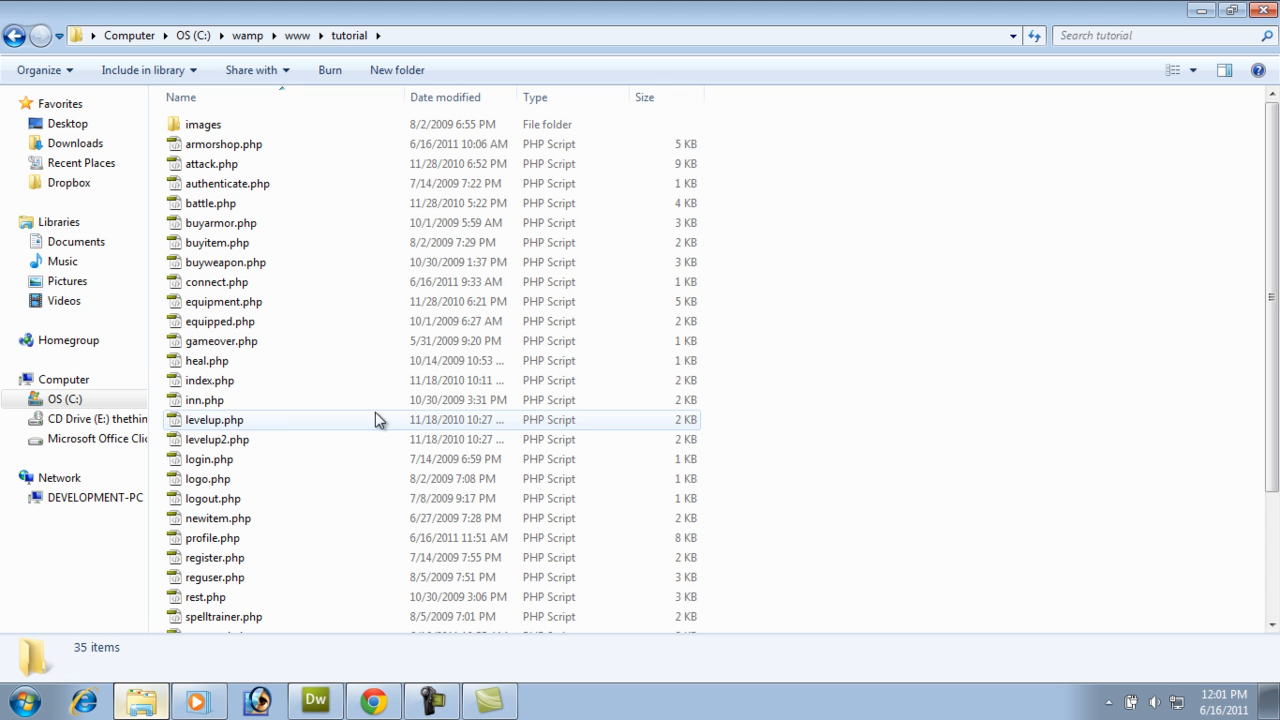 Computer OS (C:) wamp www tutorial Search tutorial
Organize Include in library Share with Burn New folder
Name Date modified Type Size
Favorites
Desktop
Downloads
Recent Places
Dropbox
Libraries
Documents
Music
Pictures
Videos
Homegroup
Computer
OS (C:)
CD Drive (E:) thethin
Microsoft Office Clic
Network
DEVELOPMENT-PC
images 8/2/2009 6:55 PM File folder
armorshop.php 6/16/2011 10:06 AM PHP Script 5 KB
attack.php 11/28/2010 6:52 PM PHP Script 9 KB
authenticate.php 7/14/2009 7:22 PM PHP Script 1 KB
battle.php 11/28/2010 5:22 PM PHP Script 4 KB
buyarmor.php 10/1/2009 5:59 AM PHP Script 3 KB
buyitem.php 8/2/2009 7:29 PM PHP Script 2 KB
buyweapon.php 10/30/2009 1:37 PM PHP Script 3 KB
connect.php 6/16/2011 9:33 AM PHP Script 1 KB
equipment.php 11/28/2010 6:21 PM PHP Script 5 KB
equipped.php 10/1/2009 6:27 AM PHP Script 2 KB
gameover.php 5/31/2009 9:20 PM PHP Script 1 KB
heal.php 10/14/2009 10:53 ... PHP Script 1 KB
index.php 11/18/2010 10:11 ... PHP Script 2 KB
inn.php 10/30/2009 3:31 PM PHP Script 1 KB
levelup.php 11/18/2010 10:27 ... PHP Script 2 KB
levelup2.php 11/18/2010 10:27 ... PHP Script 2 KB
login.php 7/14/2009 6:59 PM PHP Script 1 KB
logo.php 8/2/2009 7:08 PM PHP Script 1 KB
logout.php 7/8/2009 9:17 PM PHP Script 1 KB
newitem.php 6/27/2009 7:28 PM PHP Script 2 KB
profile.php 6/16/2011 11:51 AM PHP Script 8 KB
register.php 7/14/2009 7:55 PM PHP Script 2 KB
reguser.php 8/5/2009 7:51 PM PHP Script 3 KB
rest.php 10/30/2009 3:06 PM PHP Script 3 KB
spelltrainer.php 8/5/2009 7:01 PM PHP Script 2 KB
35 items
Dw
12:01 PM
6/16/2011